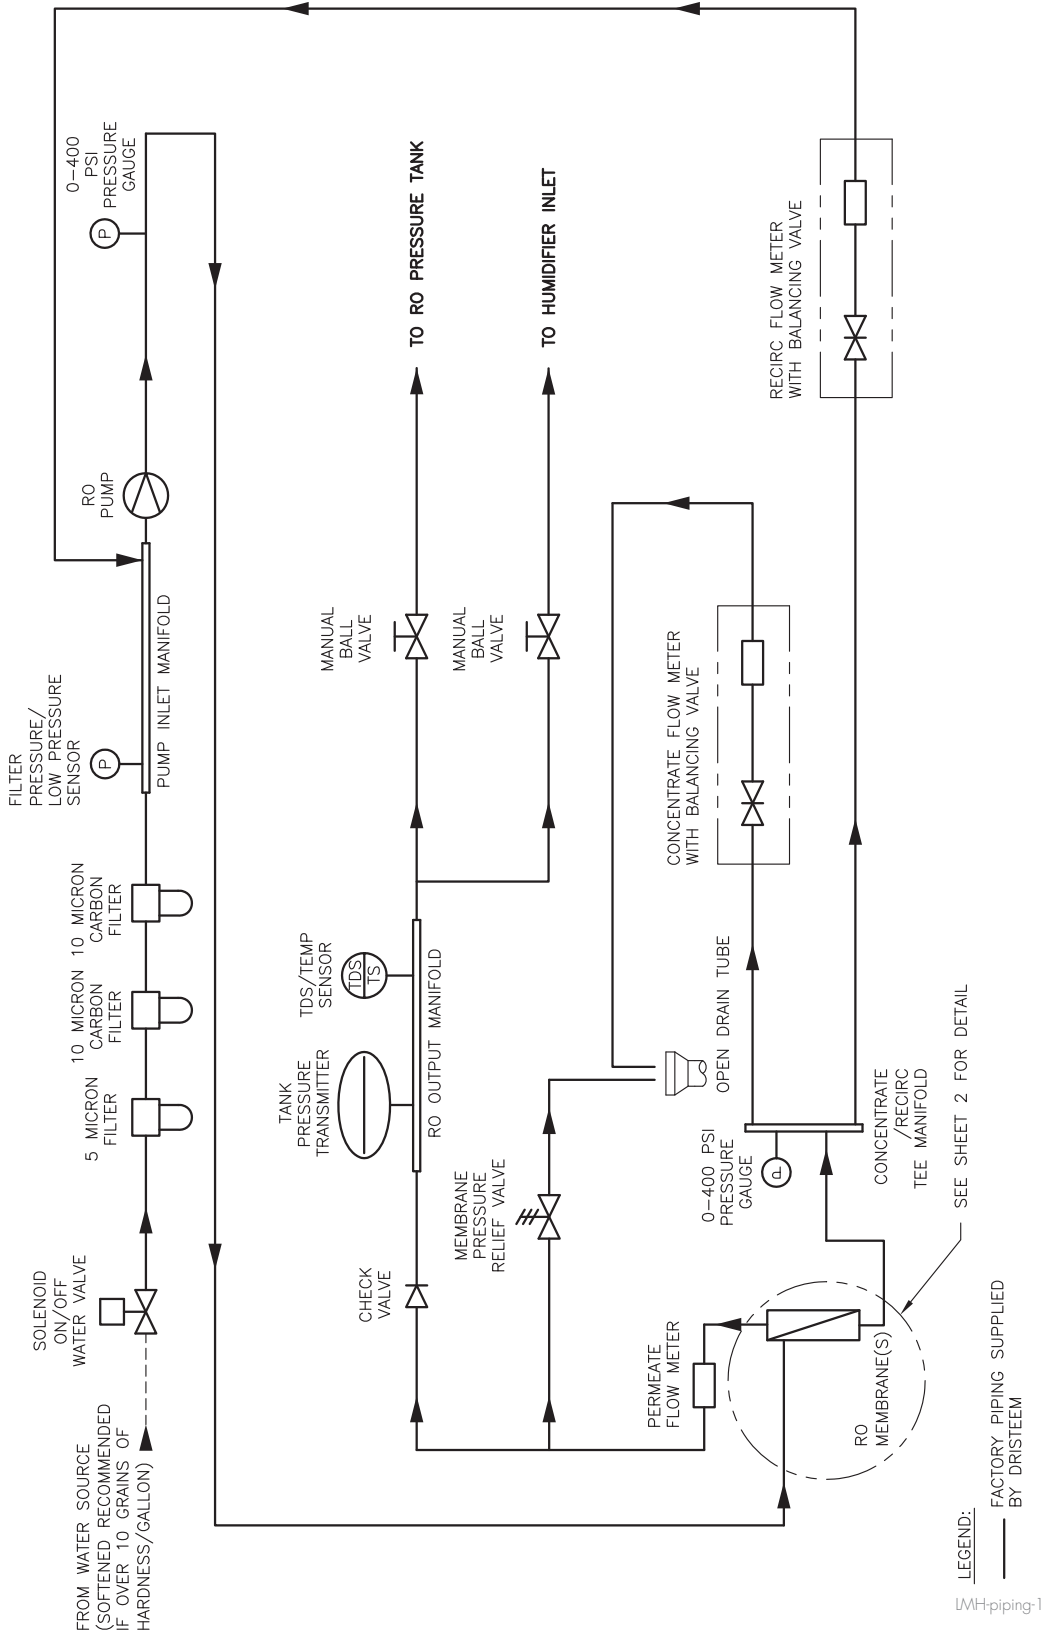 FROM WATER SOURCE
(SOFTENED RECOMMENDED
IF OVER 10 GRAINS OF
HARDNESS/GALLON)
SOLENOID
ON/OFF
WATER VALVE
5 MICRON
FILTER
10 MICRON
CARBON
FILTER
10 MICRON
CARBON
FILTER
FILTER
PRESSURE/
LOW PRESSURE
SENSOR
P
PUMP INLET MANIFOLD
RO
PUMP
0-400
PSI
PRESSURE
GAUGE
P
TANK
PRESSURE
TRANSMITTER
TDS/TEMP
SENSOR
TDS
TS
RO OUTPUT MANIFOLD
CHECK
VALVE
MANUAL
BALL
VALVE
TO RO PRESSURE TANK
MEMBRANE
PRESSURE
RELIEF VALVE
MANUAL
BALL
VALVE
TO HUMIDIFIER INLET
PERMEATE
FLOW METER
OPEN DRAIN TUBE
CONCENTRATE FLOW METER
WITH BALANCING VALVE
0-400 PSI
PRESSURE
GAUGE
P
RECIRC FLOW METER
WITH BALANCING VALVE
RO
MEMBRANE(S)
CONCENTRATE
/RECIRC
TEE MANIFOLD
SEE SHEET 2 FOR DETAIL
LEGEND:
FACTORY PIPING SUPPLIED
BY DRISTEEM
LMH-piping-1